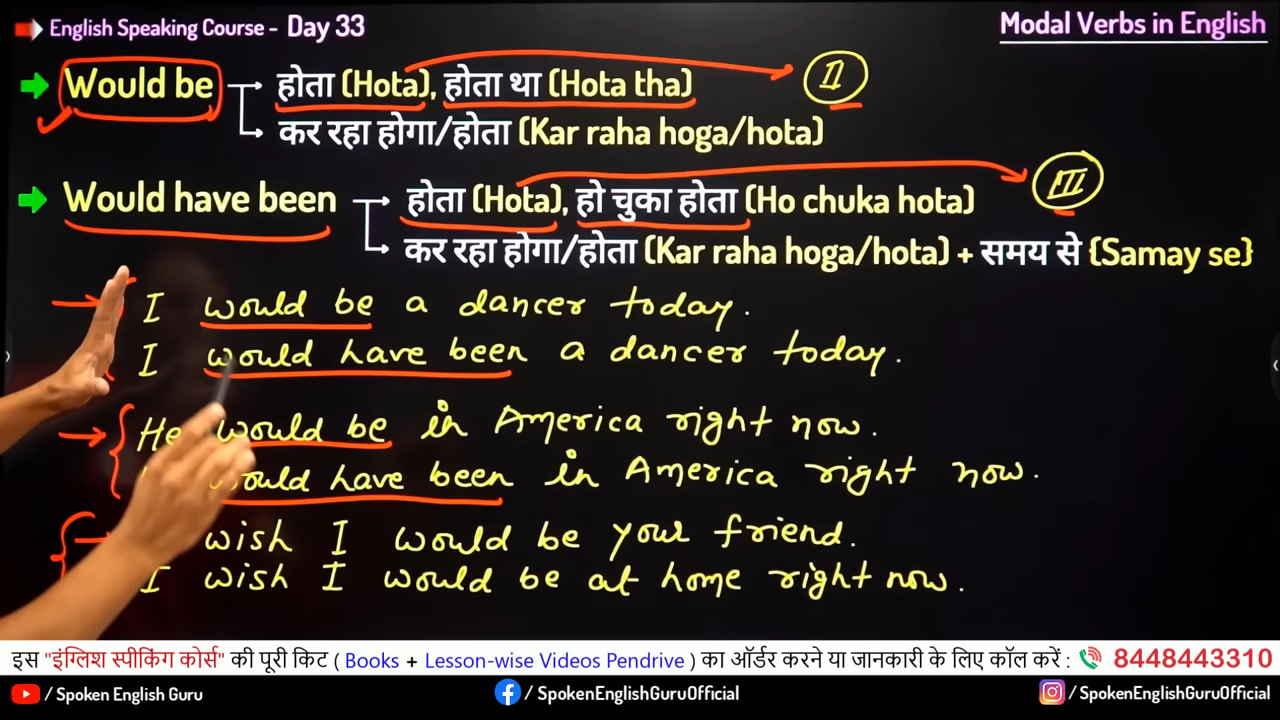 English Speaking Course - Day 33
Modal Verbs in English
Would be
होता (Hota), होता था (Hota tha)
II
कर रहा होगा/होता (Kar raha hoga/hota)
Would have been
होता (Hota), हो चुका होता (Ho chuka hota)
III
कर रहा होगा/होता (Kar raha hoga/hota) + समय से {Samay se}
I would be a dancer today.
I would have been a dancer today.
He would be in America right now.
would have been in America right now.
wish I would be your friend.
I wish I would be at home right now.
इस "इंग्लिश स्पीकिंग कोर्स" की पूरी किट ( Books + Lesson-wise Videos Pendrive ) का ऑर्डर करने या जानकारी के लिए कॉल करें : 8448443310
/ Spoken English Guru
/ SpokenEnglishGuruOfficial
/ SpokenEnglishGuruOfficial